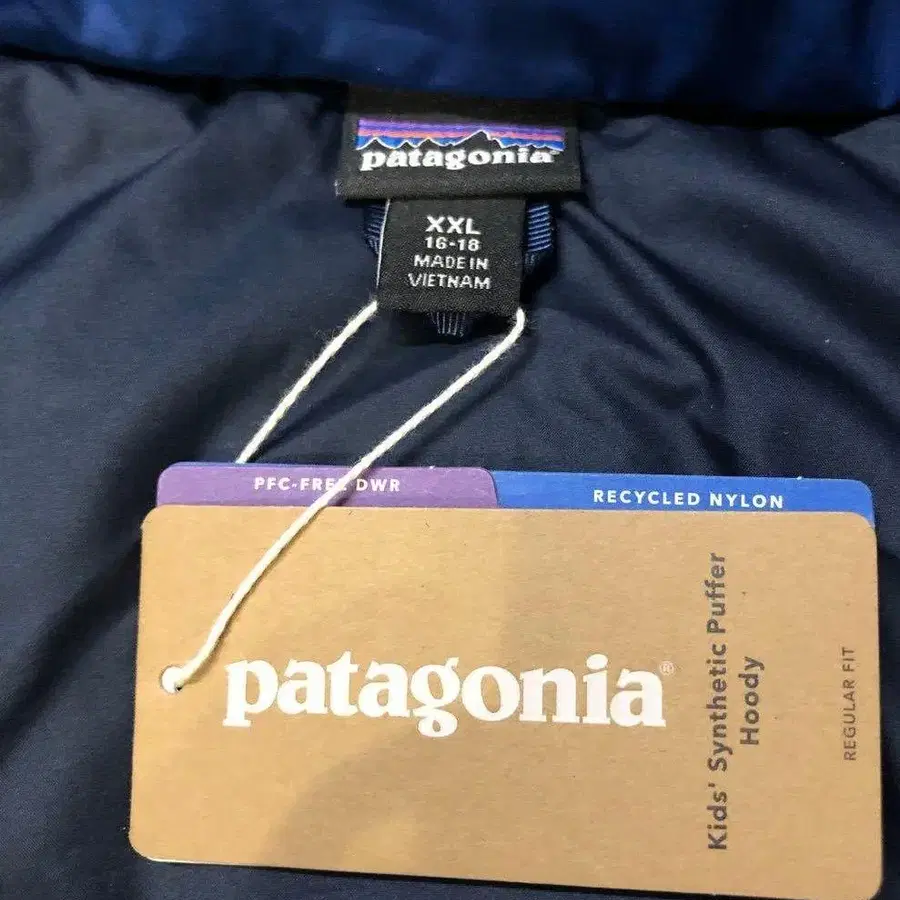 patagonia®
XXL
16-18
MADE IN
VIETNAM
PFC-FREE DWR
RECYCLED NYLON
patagonia®
Kids' Synthetic Puffer
Hoody
REGULAR FIT